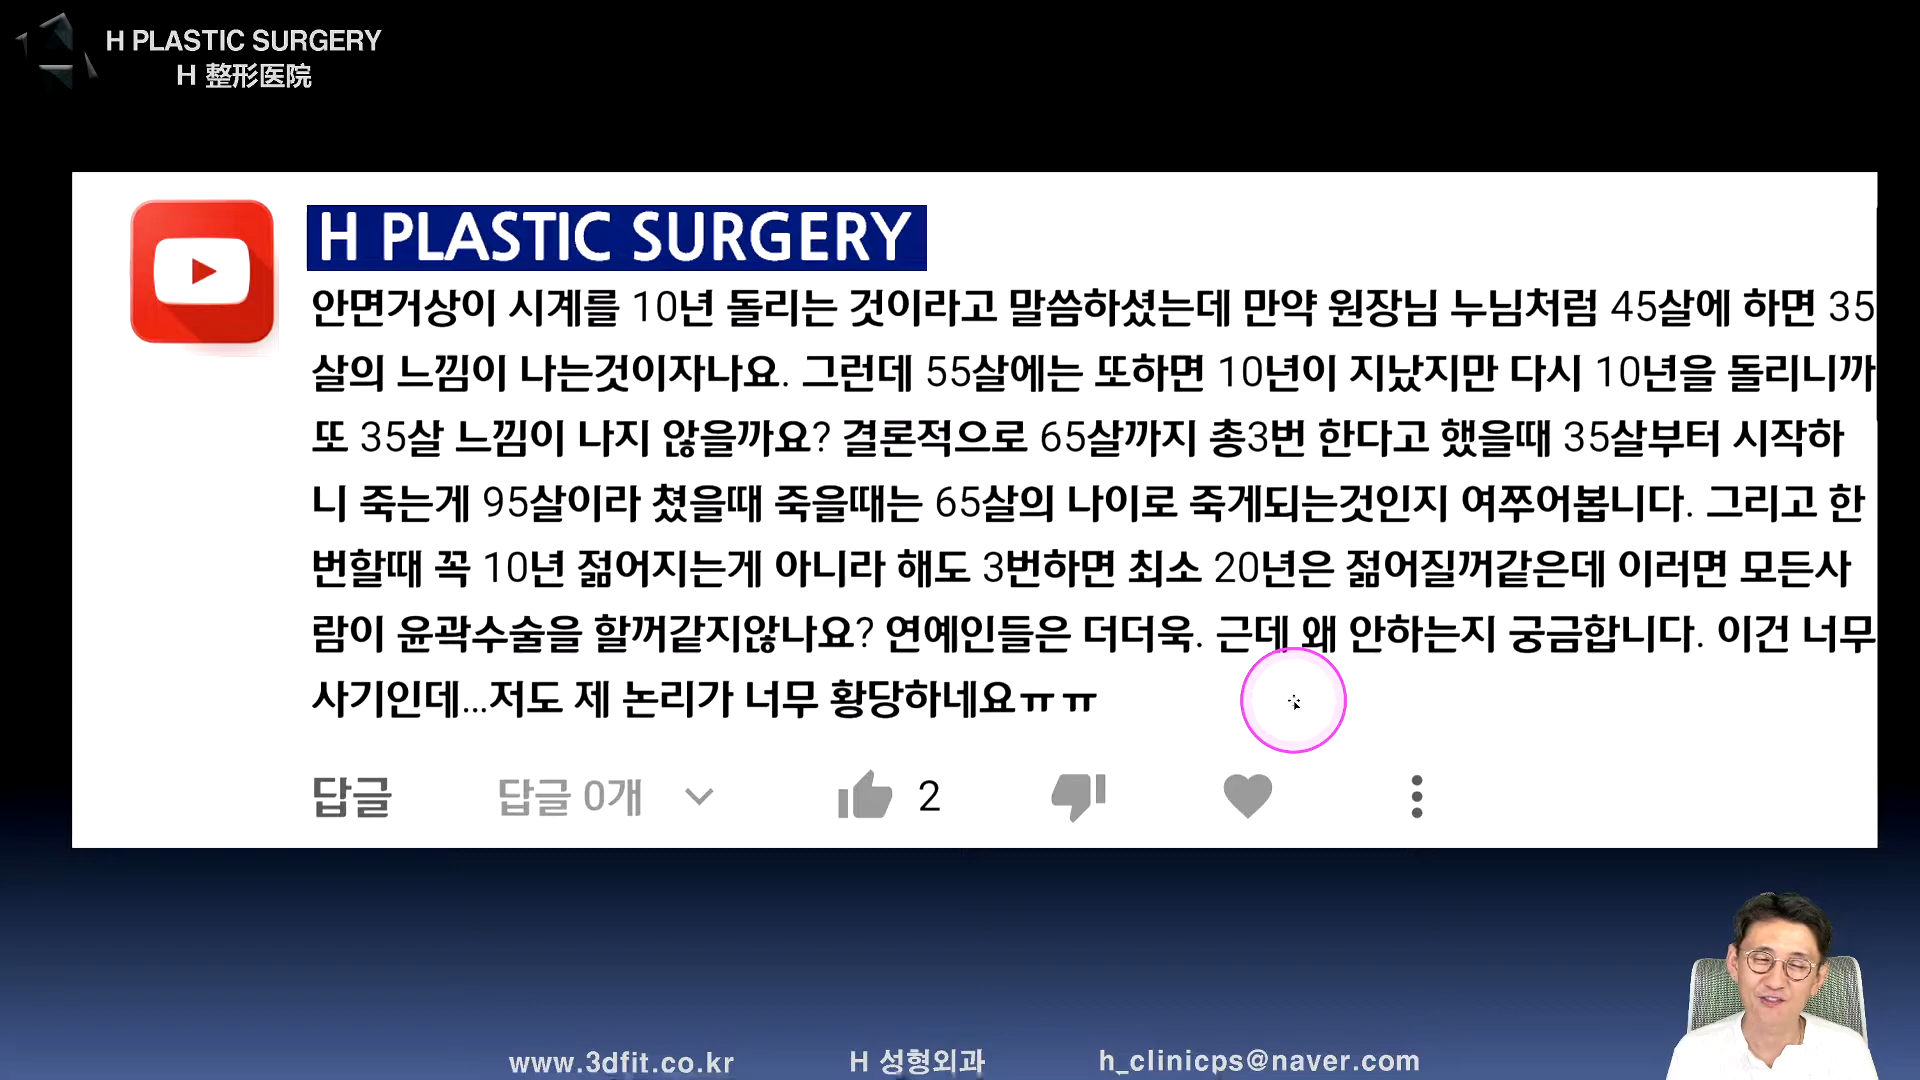 H PLASTIC SURGERY
H 整形医院
H PLASTIC SURGERY
안면거상이 시계를 10년 돌리는 것이라고 말씀하셨는데 만약 원장님 누님처럼 45살에 하면 35
살의 느낌이 나는것이자나요. 그런데 55살에는 또하면 10년이 지났지만 다시 10년을 돌리니까
또 35살 느낌이 나지 않을까요? 결론적으로 65살까지 총3번 한다고 했을때 35살부터 시작하
니 죽는게 95살이라 쳤을때 죽을때는 65살의 나이로 죽게되는것인지 여쭈어봅니다. 그리고 한
번할때 꼭 10년 젊어지는게 아니라 해도 3번하면 최소 20년은 젊어질꺼같은데 이러면 모든사
람이 윤곽수술을 할꺼같지않나요? 연예인들은 더더욱. 근데 왜 안하는지 궁금합니다. 이건 너무
사기인데...저도 제 논리가 너무 황당하네요ㅠㅠ
답글 답글 0개 2
www.3dfit.co.kr H 성형외과 h_clinicps@naver.com